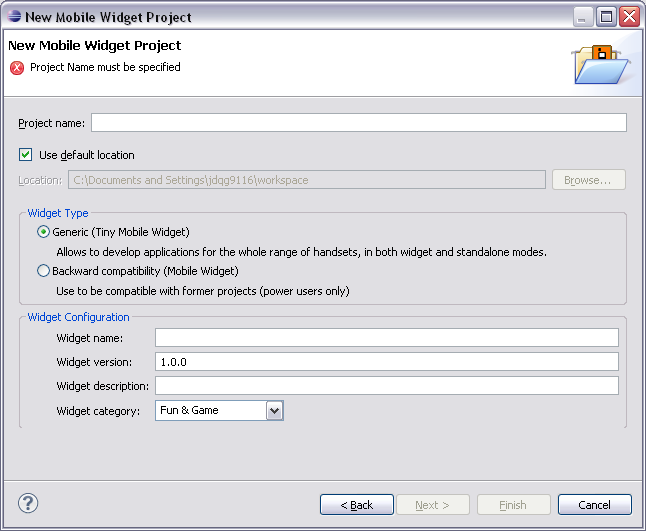 New Mobile Widget Project
New Mobile Widget Project
Project Name must be specified
Project name:
Use default location
Location: C:\Documents and Settings\jdqg9116\workspace Browse...
Widget Type
Generic (Tiny Mobile Widget)
Allows to develop applications for the whole range of handsets, in both widget and standalone modes.
Backward compatibility (Mobile Widget)
Use to be compatible with former projects (power users only)
Widget Configuration
Widget name:
Widget version: 1.0.0
Widget description:
Widget category: Fun & Game
? < Back Next > Finish Cancel